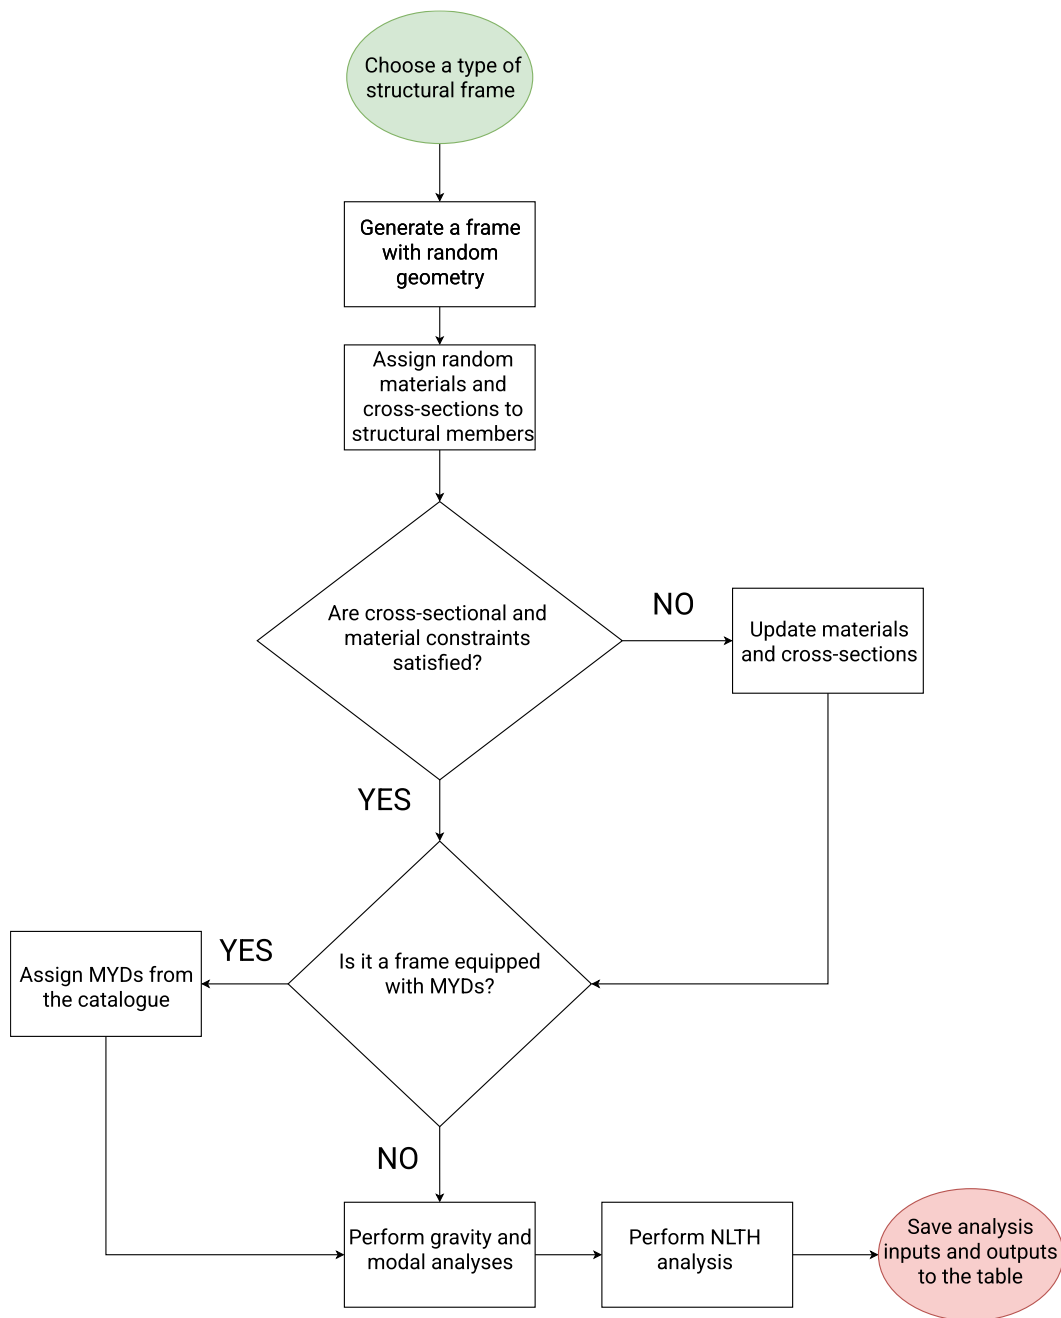 Choose a type of
structural frame
Generate a frame
with random
geometry
Assign random
materials and
cross-sections to
structural members
Are cross-sectional and
material constraints
satisfied?
NO
Update materials
and cross-sections
YES
Is it a frame equipped
with MYDs?
YES
Assign MYDs from
the catalogue
NO
Perform gravity and
modal analyses
Perform NLTH
analysis
Save analysis
inputs and outputs
to the table